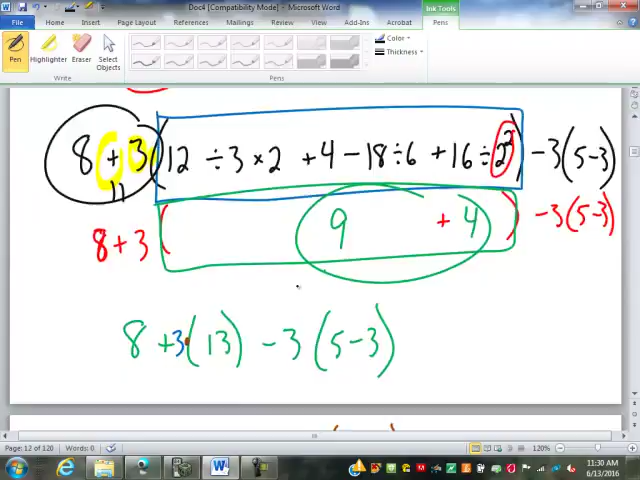 Doc4 [Compatibility Mode] - Microsoft Word
Ink Tools
File Home Insert Page Layout References Mailings Review View Add-Ins Acrobat Pens
Pen Highlighter Eraser Select Objects
Color
Thickness
Write
Pens
8 + 3 (12 ÷ 3 × 2 + 4 − 18 ÷ 6 + 16 ÷ 2²) − 3 (5 − 3)
11
8 + 3 ( 9 + 4 ) − 3 (5 − 3)
8 + 3 • (13) − 3 (5 − 3)
Page: 12 of 120 Words: 0 120%
11:30 AM
6/13/2016